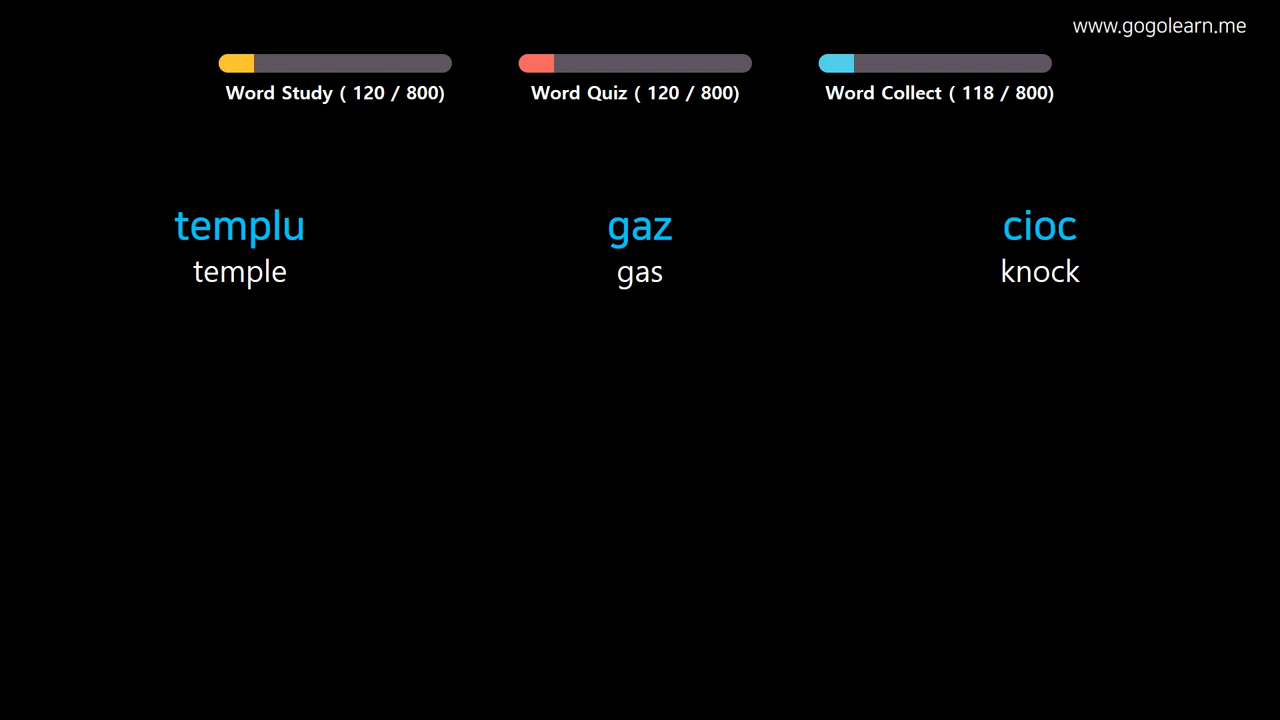 www.gogolearn.me
Word Study ( 120 / 800)
Word Quiz ( 120 / 800)
Word Collect ( 118 / 800)
templu
temple
gaz
gas
cioc
knock